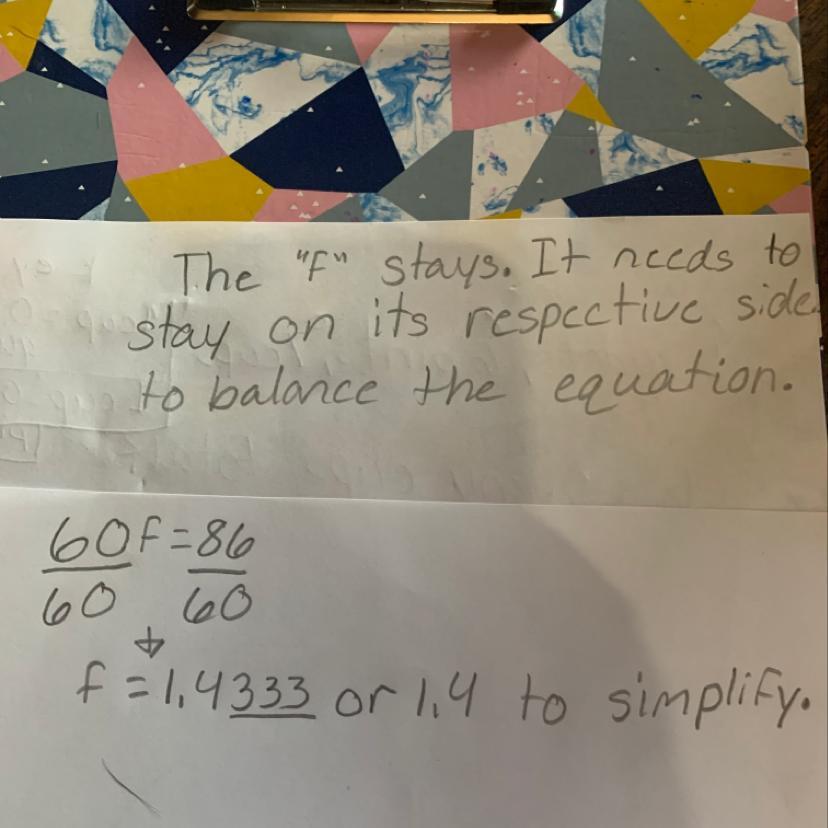 The "F" stays. It needs to
stay on its respective side
to balance the equation.
60f=86
60 60
f = 1.4333 or 1.4 to simplify.